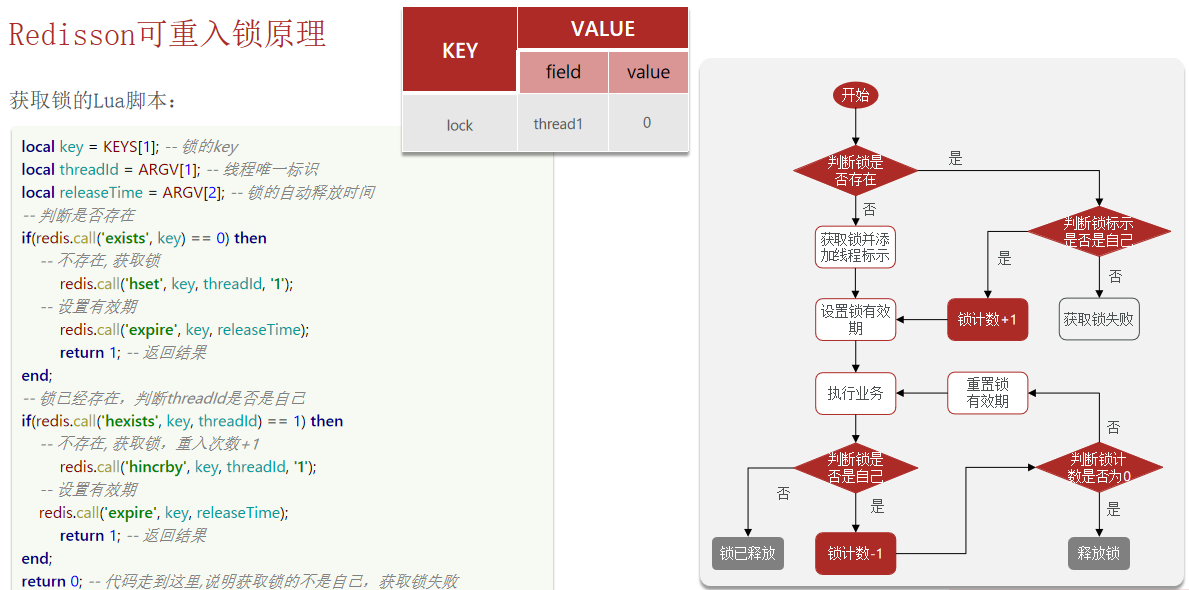 Redisson可重入锁原理
获取锁的Lua脚本：
local key = KEYS[1]; -- 锁的key
local threadId = ARGV[1]; -- 线程唯一标识
local releaseTime = ARGV[2]; -- 锁的自动释放时间
-- 判断是否存在
if(redis.call('exists', key) == 0) then
-- 不存在, 获取锁
redis.call('hset', key, threadId, '1');
-- 设置有效期
redis.call('expire', key, releaseTime);
return 1; -- 返回结果
end;
-- 锁已经存在，判断threadId是否是自己
if(redis.call('hexists', key, threadId) == 1) then
-- 不存在, 获取锁，重入次数+1
redis.call('hincrby', key, threadId, '1');
-- 设置有效期
redis.call('expire', key, releaseTime);
return 1; -- 返回结果
end;
return 0; -- 代码走到这里,说明获取锁的不是自己，获取锁失败
KEY
VALUE
field
value
lock
thread1
0
开始
判断锁是
否存在
是
否
获取锁并添
加线程标示
判断锁标示
是否是自己
是
否
设置锁有效
期
锁计数+1
获取锁失败
执行业务
重置锁
有效期
否
判断锁是
否是自己
判断锁计
数是否为0
否
是
是
锁已释放
锁计数-1
释放锁